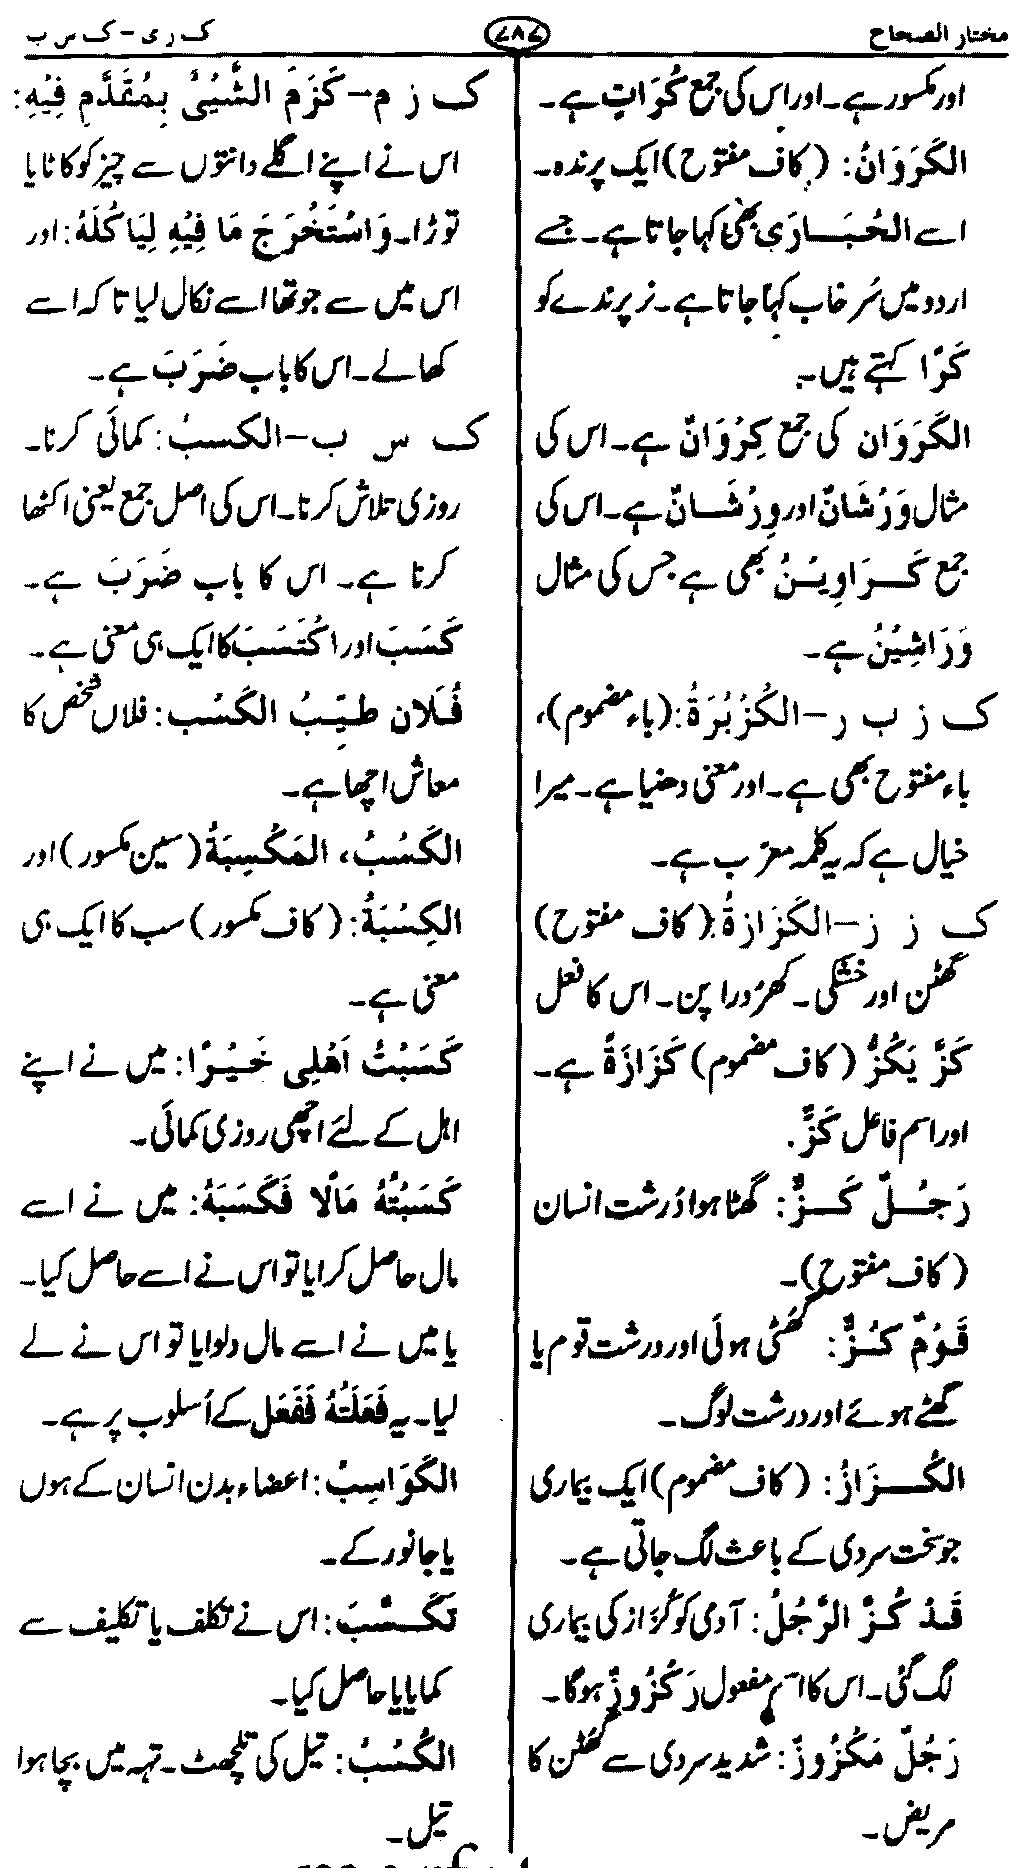 مختار الصحاح
۷۸۷
ک ر ی - ک س ب
اور مکسور ہے۔ اور اس کی جمع كُرَاتٍ ہے۔
الكَرَوَانُ: (کاف مفتوح) ایک پرندہ۔
اسے الحُبَارَى بھی کہا جاتا ہے۔ جسے
اردو میں سُرخاب کہا جاتا ہے۔ نر پرندے کو
كَرًا کہتے ہیں۔
الكَرَوَان کی جمع كِرْوَانٌ ہے۔ اس کی
مثال وَرْشَانٌ اور وِرْشَانٌ ہے۔ اس کی
جمع كَرَاوِيْنُ بھی ہے جس کی مثال
وَرَاشِيْنُ ہے۔
ک ز ب ر - الكُزْبُرَةُ: (باء مضموم)،
باء مفتوح بھی ہے۔ اور معنی دھنیا ہے۔ میرا
خیال ہے کہ یہ کلمہ معرّب ہے۔
ک ز ز - الكَزَازةُ: (کاف مفتوح)
گھٹن اور خشکی۔ کھُردرا پن۔ اس کا فعل
كَزَّ يَكُزُّ (کاف مضموم) كَزَازَةً ہے۔
اور اسم فاعل كَزٌّ.
رَجُلٌ كَزٌّ: گھٹا ہوا دُرشت انسان
(کاف مفتوح)۔
قَوْمٌ كُزٌّ: گھُٹی ہوئی اور درشت قوم یا
گھٹے ہوئے اور درشت لوگ۔
الكُزَازُ: (کاف مضموم) ایک بیماری
جو سخت سردی کے باعث لگ جاتی ہے۔
قَدْ كُزَّ الرَّجُلُ: آدمی کو کُزاز کی بیماری
لگ گئی۔ اس کا اسم مفعول مَكْزُوزٌ ہوگا۔
رَجُلٌ مَكْزُوزٌ: شدید سردی سے گھٹن کا
مریض۔
ک ز م - كَزَمَ الشَّيْئَ بِمُقَدَّمِ فِيْهِ:
اس نے اپنے اگلے دانتوں سے چیز کو کاٹا یا
توڑا۔ وَاسْتَخْرَجَ مَا فِيْهِ لِيَاكُلَهُ: اور
اس میں سے جو تھا اسے نکال لیا تاکہ اسے
کھالے۔ اس کا باب ضَرَبَ ہے۔
ک س ب - الكسبُ: کمائی کرنا۔
روزی تلاش کرنا۔ اس کی اصل جمع یعنی اکٹھا
کرنا ہے۔ اس کا باب ضَرَبَ ہے۔
كَسَبَ اور اكْتَسَبَ کا ایک ہی معنی ہے۔
فُلَان طيّبُ الكَسْب: فلاں شخص کا
معاش اچھا ہے۔
الكَسْبُ، المَكْسِبَةُ (سین مکسور) اور
الكِسْبَةُ: (کاف مکسور) سب کا ایک ہی
معنی ہے۔
كَسَبْتُ اَهْلِي خَيْرًا: میں نے اپنے
اہل کے لئے اچھی روزی کمائی۔
كَسَبْتُهُ مَالًا فَكَسَبَهُ: میں نے اسے
مال حاصل کرایا تو اس نے اسے حاصل کیا۔
یا میں نے اسے مال دلوایا تو اس نے لے
لیا۔ یہ فَعَلْتُهُ فَفَعَل کے اُسلوب پر ہے۔
الكَوَاسِبُ: اعضاء بدن انسان کے ہوں
یا جانور کے۔
تكَسَّبَ: اس نے تکلف یا تکلیف سے
کمایا یا حاصل کیا۔
الكُسْبُ: تیل کی تلچھٹ۔ تہہ میں بچا ہوا
تیل۔